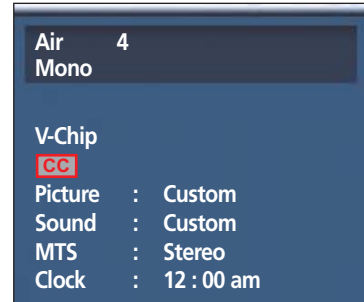 Air 4
Mono
V-Chip
CC
Picture : Custom
Sound : Custom
MTS : Stereo
Clock : 12 : 00 am